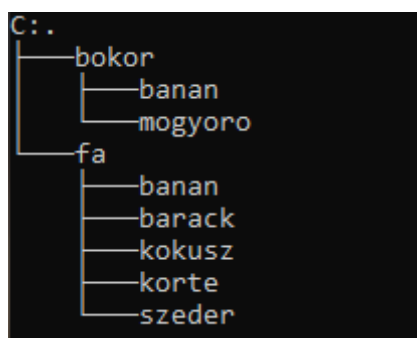 C:.
├───bokor
│   ├───banan
│   └───mogyoro
└───fa
    ├───banan
    ├───barack
    ├───kokusz
    ├───korte
    └───szeder